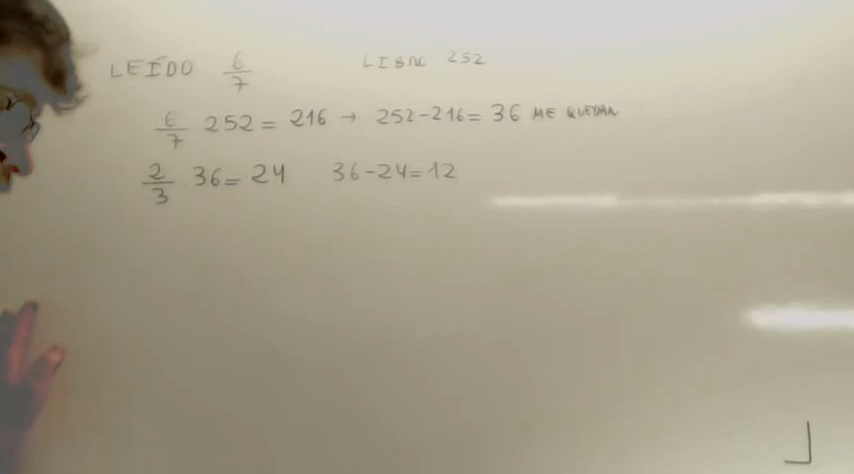 LEÍDO 6/7 LIBRO 252
6/7 252 = 216 → 252-216= 36 ME QUEDAN
2/3 36= 24 36-24=12